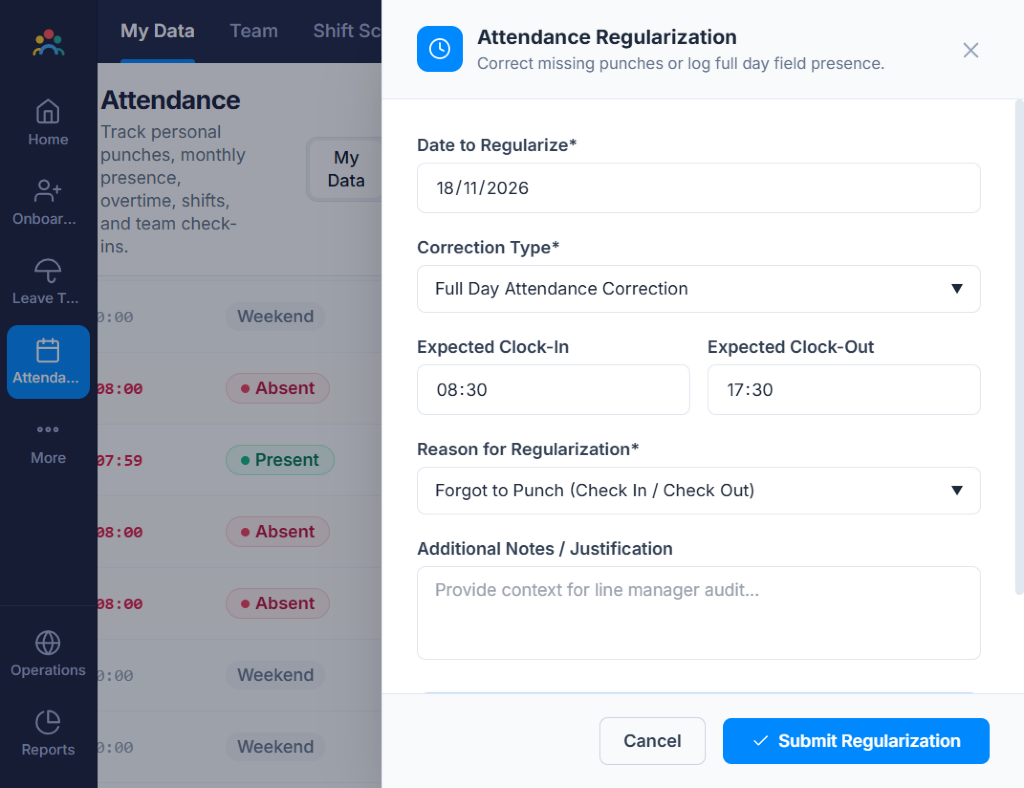 Home
Onboar...
Leave T...
Attenda...
More
Operations
Reports
My Data
Team
Shift Sc
Attendance
Track personal
punches, monthly
presence,
overtime, shifts,
and team check-
ins.
My
Data
0:00 Weekend
08:00 Absent
07:59 Present
08:00 Absent
08:00 Absent
0:00 Weekend
0:00 Weekend
Attendance Regularization
Correct missing punches or log full day field presence.
Date to Regularize*
18/11/2026
Correction Type*
Full Day Attendance Correction
Expected Clock-In
Expected Clock-Out
08:30
17:30
Reason for Regularization*
Forgot to Punch (Check In / Check Out)
Additional Notes / Justification
Provide context for line manager audit...
Cancel
Submit Regularization